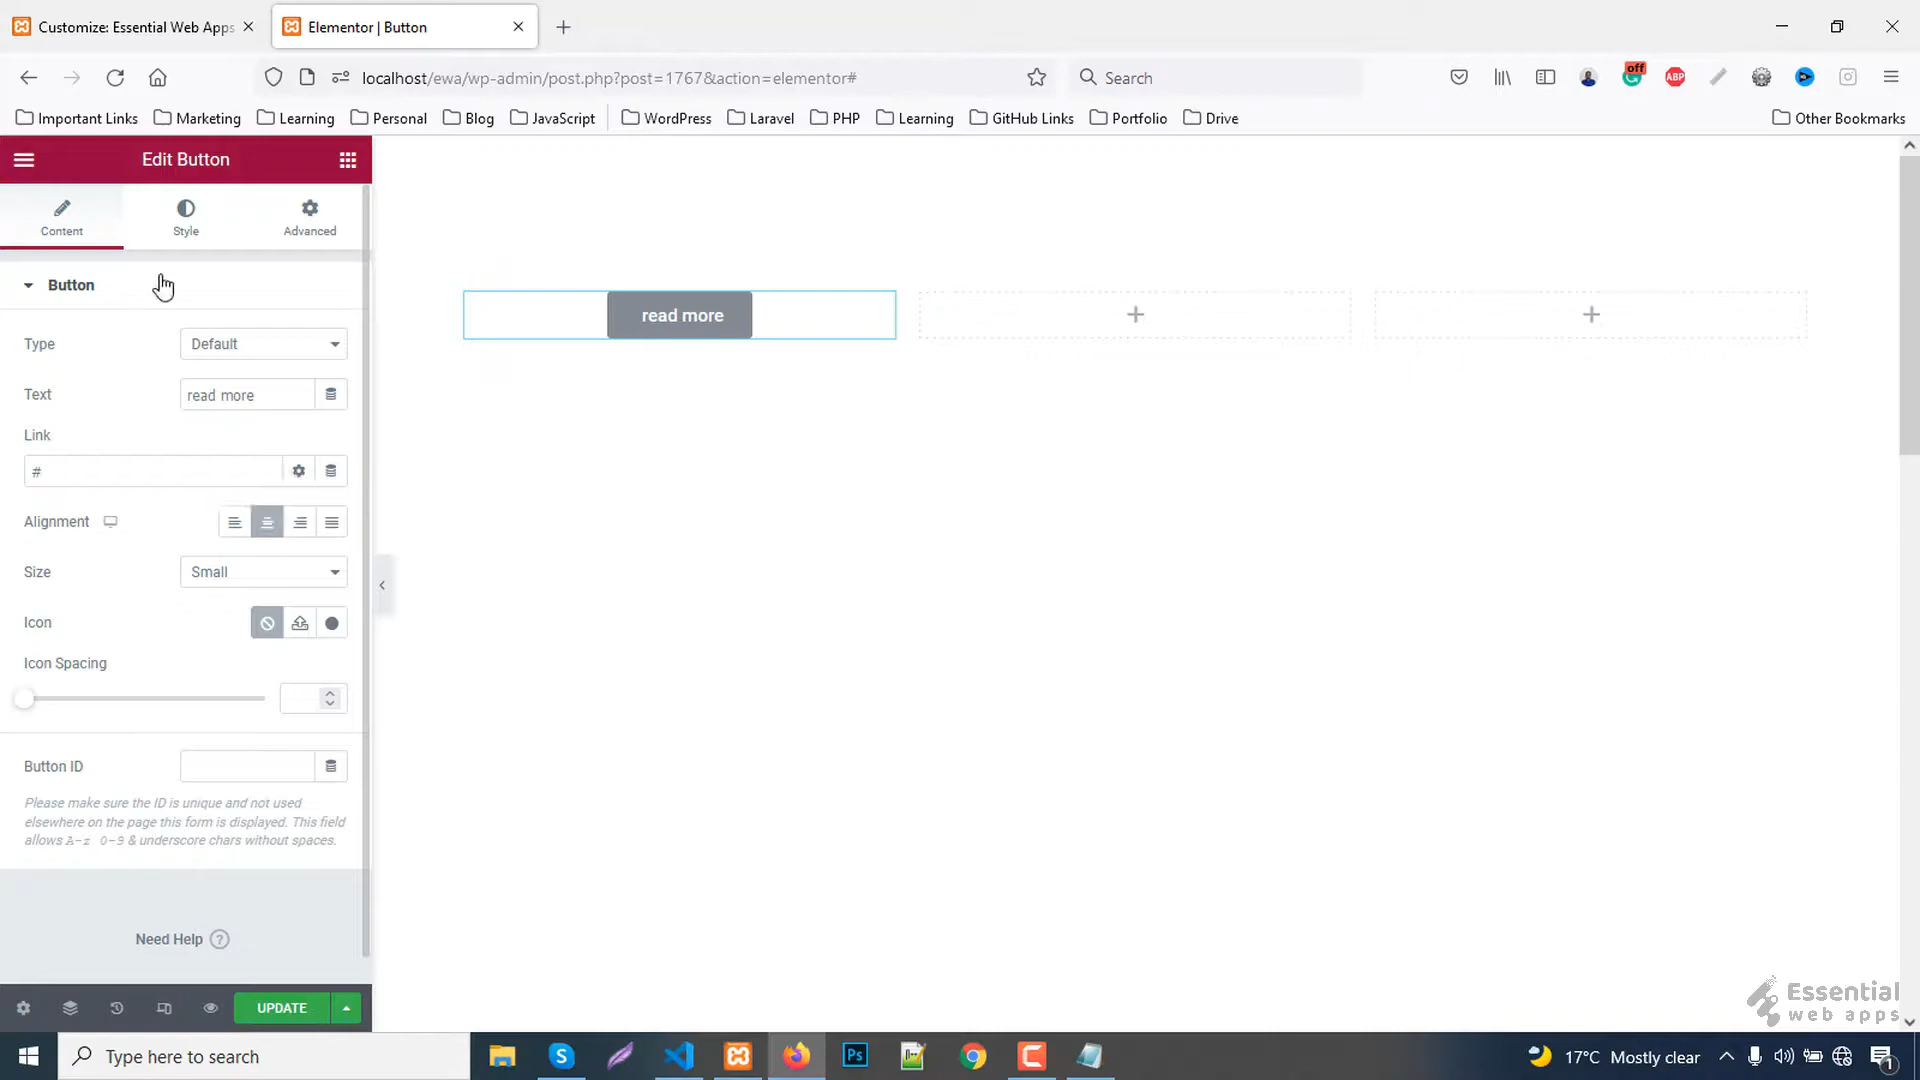 Customize: Essential Web Apps
Elementor | Button
localhost/ewa/wp-admin/post.php?post=1767&action=elementor#
Search
off
ABP
Important Links
Marketing
Learning
Personal
Blog
JavaScript
WordPress
Laravel
PHP
Learning
GitHub Links
Portfolio
Drive
Other Bookmarks
Edit Button
Content
Style
Advanced
Button
Type
Default
Text
read more
Link
#
Alignment
Size
Small
Icon
Icon Spacing
Button ID
Please make sure the ID is unique and not used
elsewhere on the page this form is displayed. This field
allows A-z 0-9 & underscore chars without spaces.
Need Help ?
UPDATE
read more
Essential
web apps
Type here to search
S
Ps
C
17°C Mostly clear
1